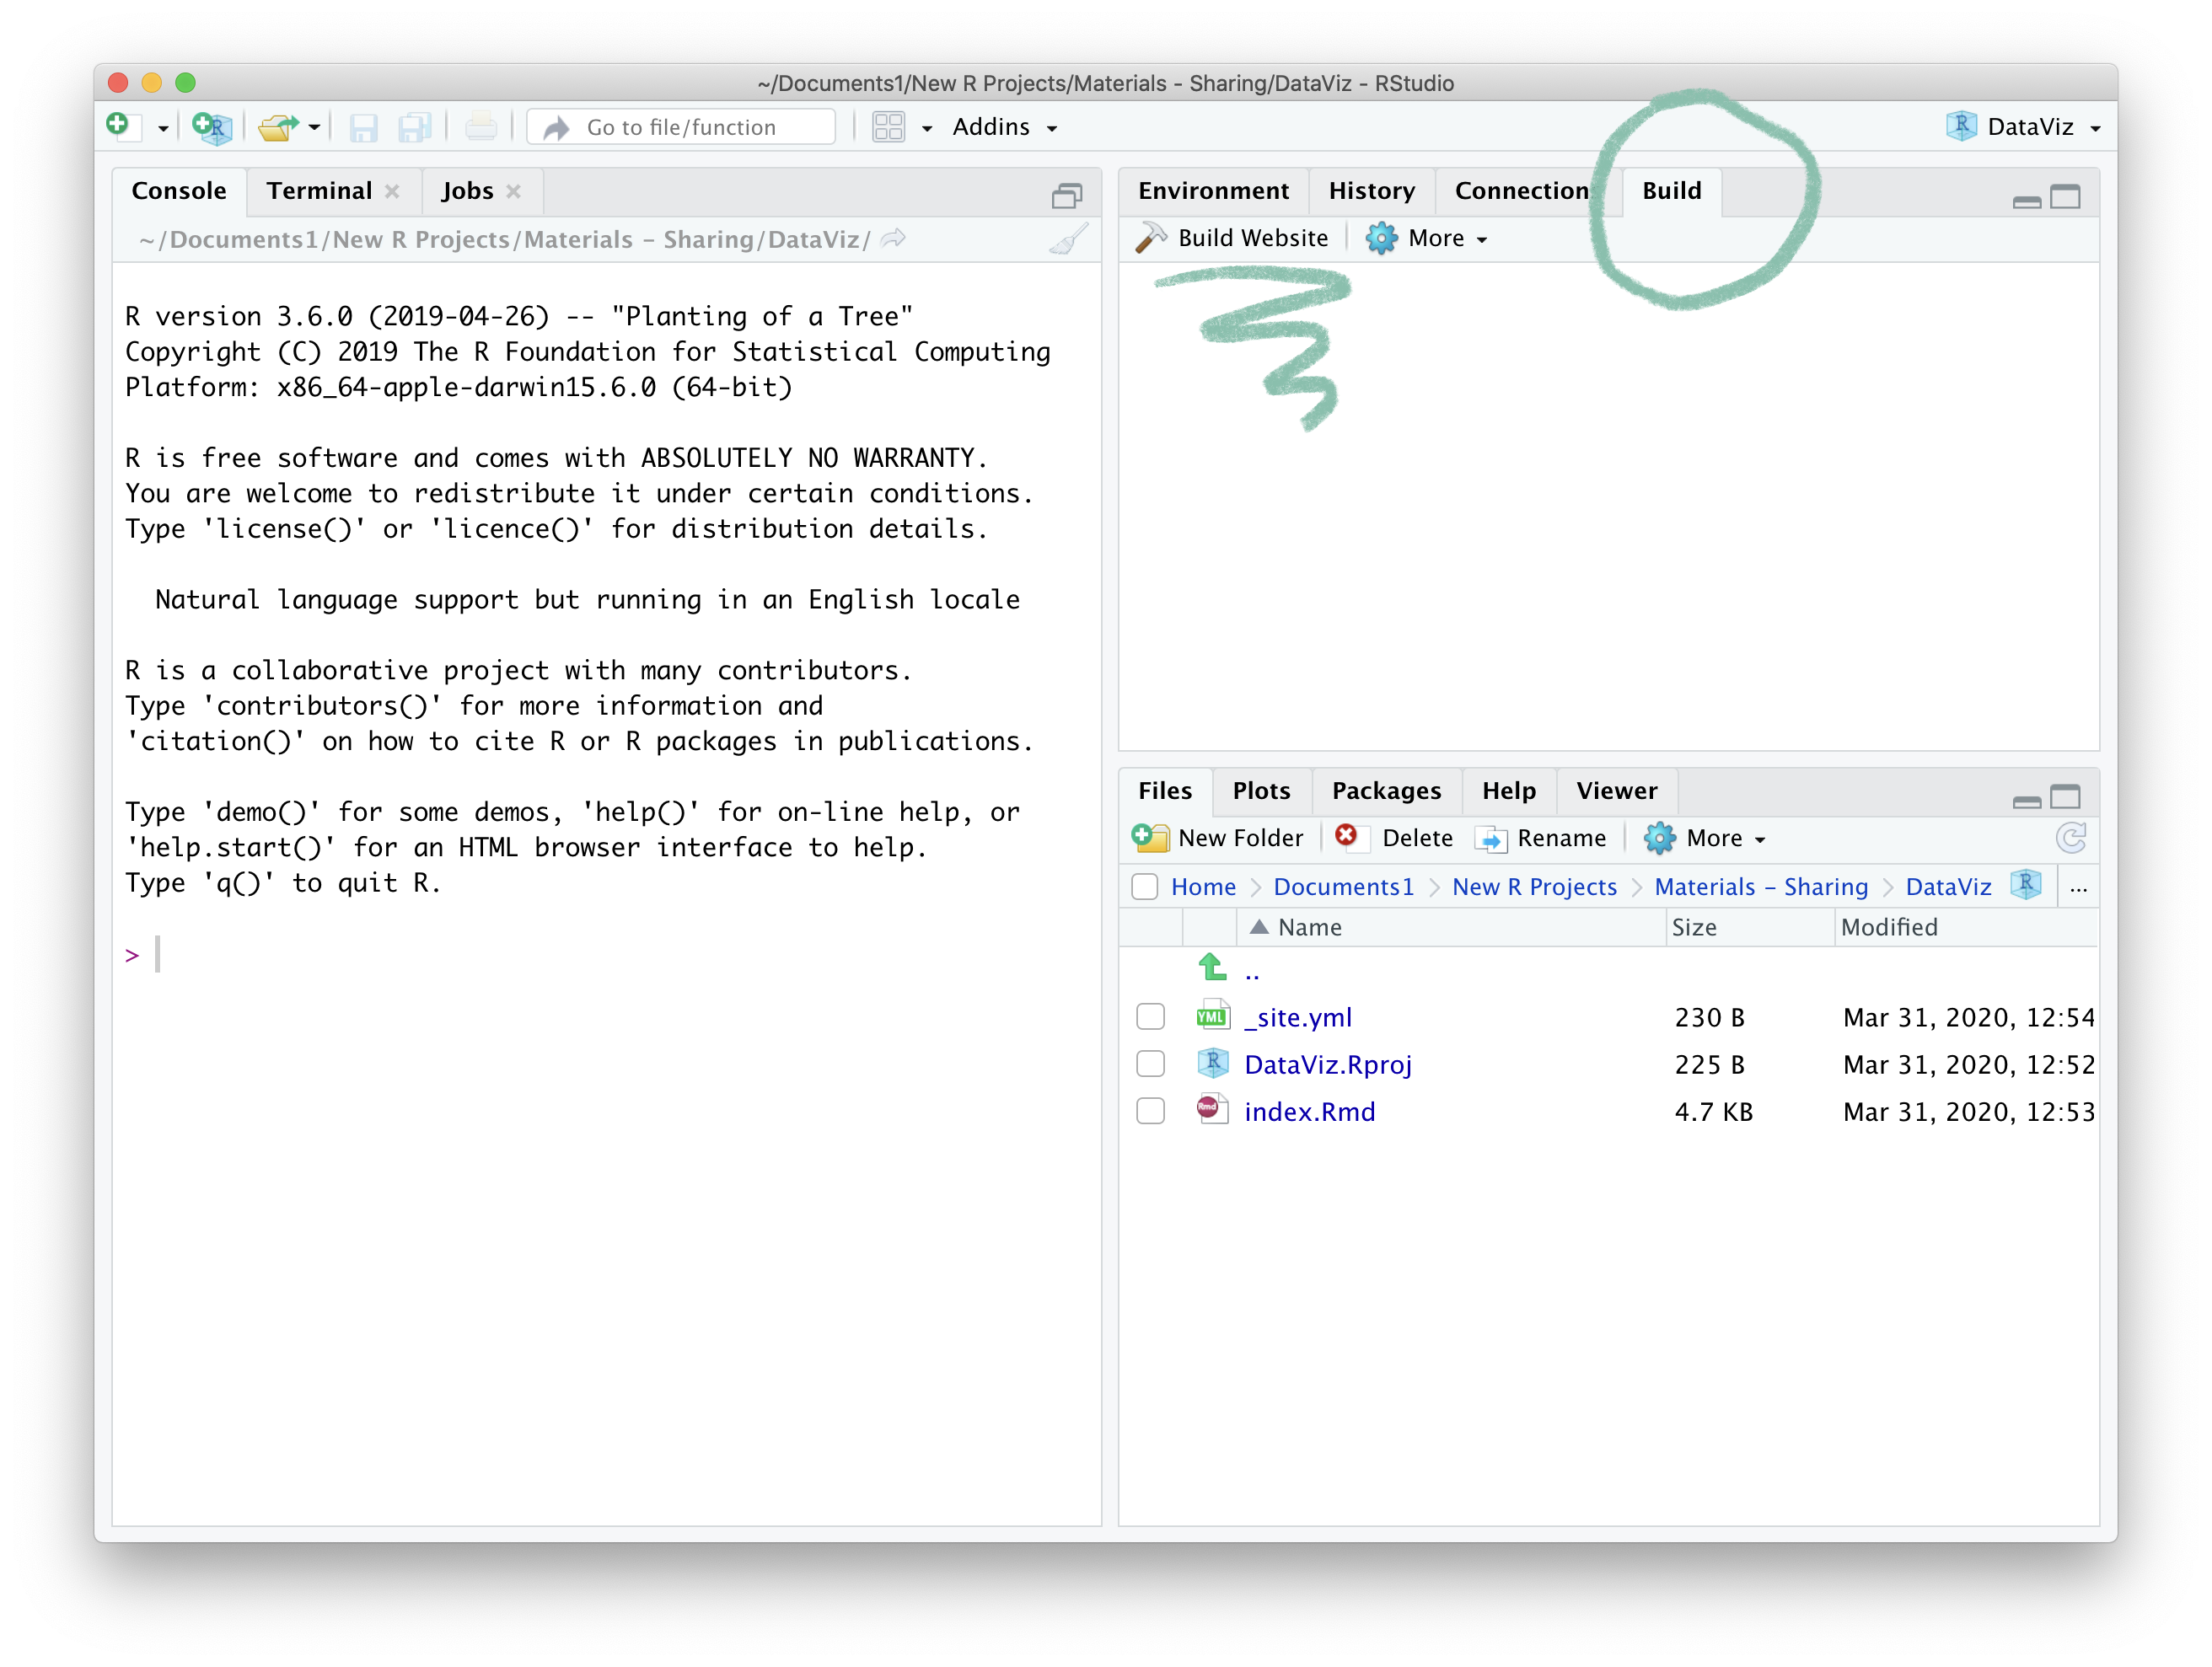 ~/Documents1/New R Projects/Materials - Sharing/DataViz - RStudio
Go to file/function
Addins
DataViz
Console Terminal Jobs
~/Documents1/New R Projects/Materials – Sharing/DataViz/
R version 3.6.0 (2019-04-26) -- "Planting of a Tree"
Copyright (C) 2019 The R Foundation for Statistical Computing
Platform: x86_64-apple-darwin15.6.0 (64-bit)
R is free software and comes with ABSOLUTELY NO WARRANTY.
You are welcome to redistribute it under certain conditions.
Type 'license()' or 'licence()' for distribution details.
Natural language support but running in an English locale
R is a collaborative project with many contributors.
Type 'contributors()' for more information and
'citation()' on how to cite R or R packages in publications.
Type 'demo()' for some demos, 'help()' for on-line help, or
'help.start()' for an HTML browser interface to help.
Type 'q()' to quit R.
>
Environment History Connection Build
Build Website More
Files Plots Packages Help Viewer
New Folder Delete Rename More
Home Documents1 New R Projects Materials – Sharing DataViz ...
Name Size Modified
..
YML _site.yml 230 B Mar 31, 2020, 12:54
R DataViz.Rproj 225 B Mar 31, 2020, 12:52
Rmd index.Rmd 4.7 KB Mar 31, 2020, 12:53